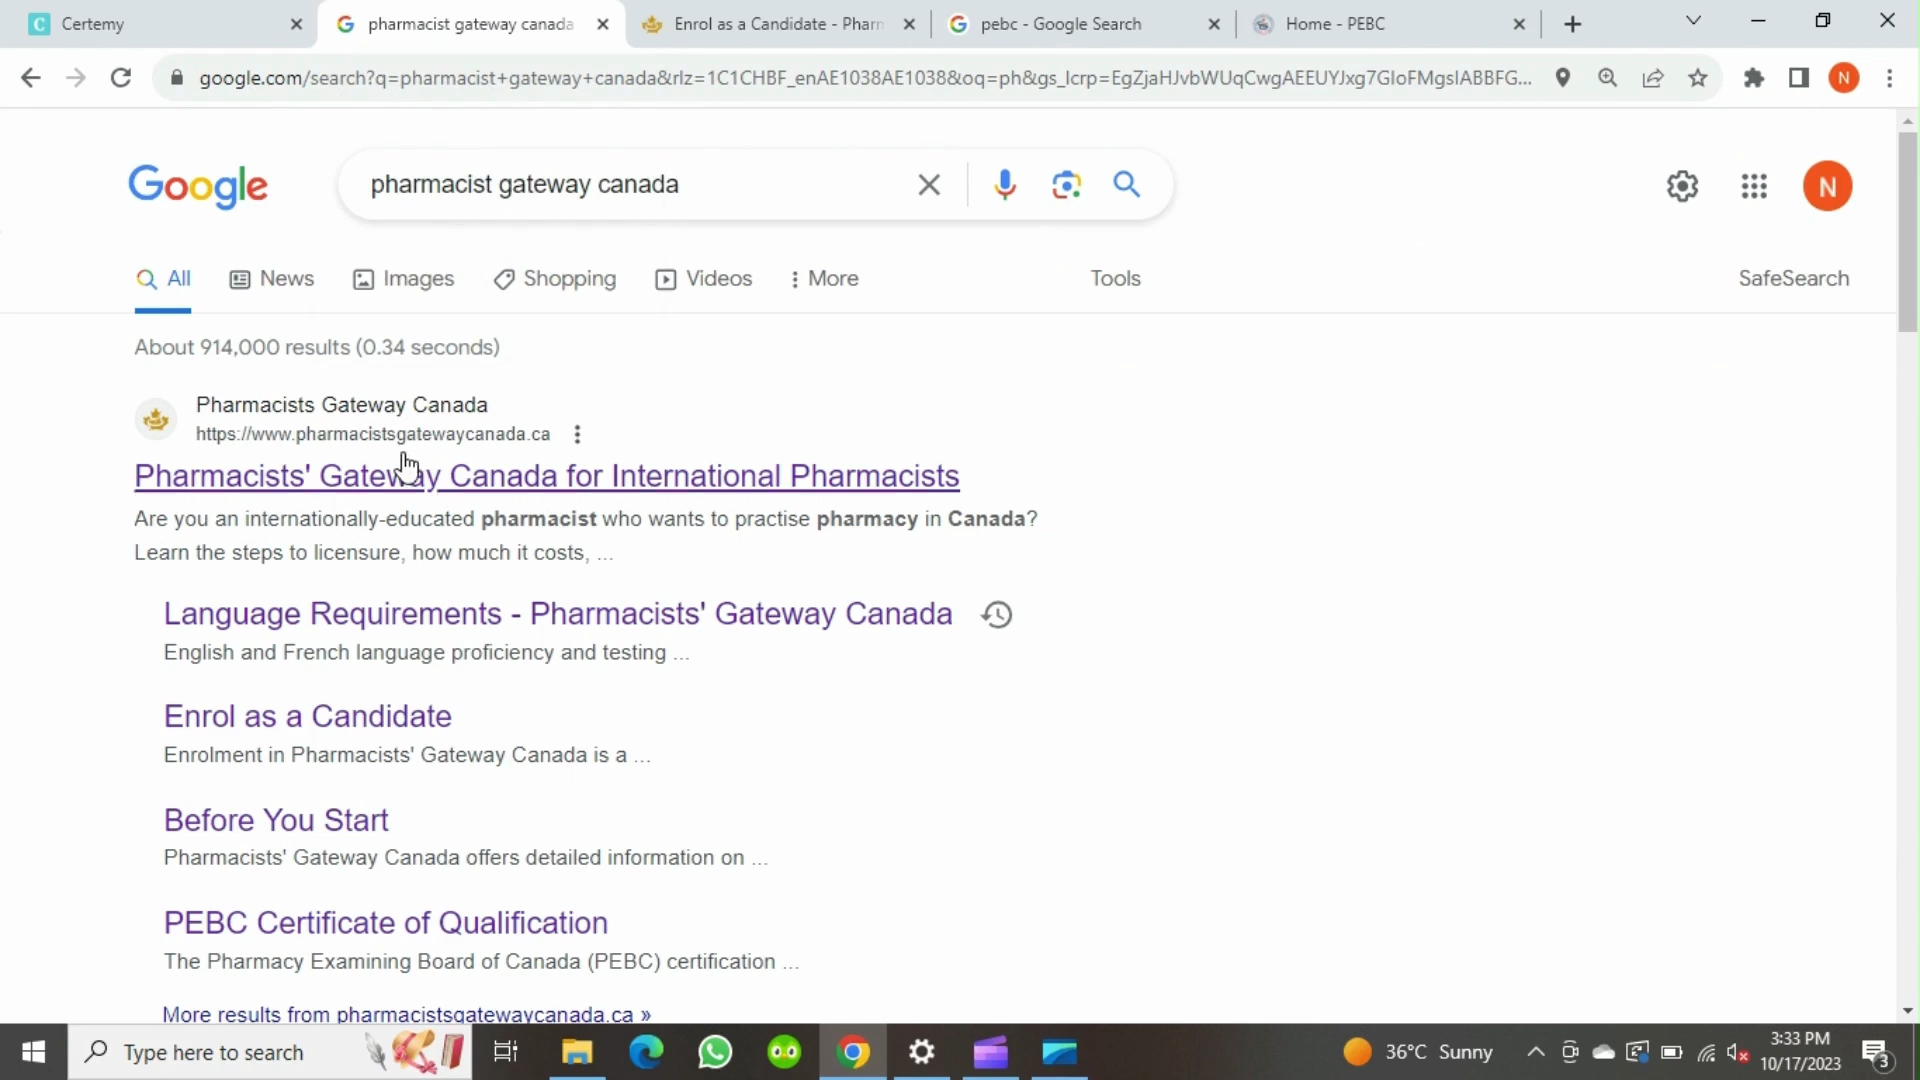 Certemy
pharmacist gateway canada
Enrol as a Candidate - Pharm
pebc - Google Search
Home - PEBC
google.com/search?q=pharmacist+gateway+canada&rlz=1C1CHBF_enAE1038AE1038&oq=ph&gs_lcrp=EgZjaHJvbWUqCwgAEEUYJxg7GIoFMgsIABBFG...
N
Google
pharmacist gateway canada
N
All
News
Images
Shopping
Videos
More
Tools
SafeSearch
About 914,000 results (0.34 seconds)
Pharmacists Gateway Canada
https://www.pharmacistsgatewaycanada.ca
Pharmacists' Gateway Canada for International Pharmacists
Are you an internationally-educated pharmacist who wants to practise pharmacy in Canada?
Learn the steps to licensure, how much it costs, ...
Language Requirements - Pharmacists' Gateway Canada
English and French language proficiency and testing ...
Enrol as a Candidate
Enrolment in Pharmacists' Gateway Canada is a ...
Before You Start
Pharmacists' Gateway Canada offers detailed information on ...
PEBC Certificate of Qualification
The Pharmacy Examining Board of Canada (PEBC) certification ...
More results from pharmacistsgatewaycanada.ca »
Type here to search
36°C Sunny
3:33 PM
10/17/2023
3